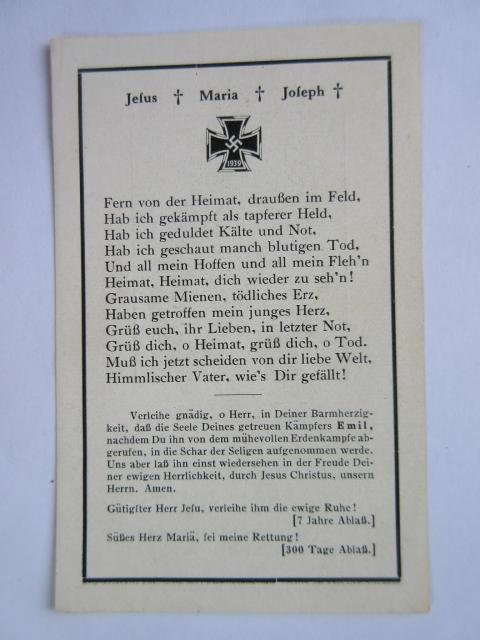 Jeſus † Maria † Joſeph †
1939
Fern von der Heimat, draußen im Feld,
Hab ich gekämpft als tapferer Held,
Hab ich geduldet Kälte und Not,
Hab ich geschaut manch blutigen Tod,
Und all mein Hoffen und all mein Fleh'n
Heimat, Heimat, dich wieder zu seh'n!
Grausame Mienen, tödliches Erz,
Haben getroffen mein junges Herz,
Grüß euch, ihr Lieben, in letzter Not,
Grüß dich, o Heimat, grüß dich, o Tod.
Muß ich jetzt scheiden von dir liebe Welt,
Himmlischer Vater, wie's Dir gefällt!
Verleihe gnädig, o Herr, in Deiner Barmherzig-
keit, daß die Seele Deines getreuen Kämpfers Emil,
nachdem Du ihn von dem mühevollen Erdenkampfe ab-
gerufen, in die Schar der Seligen aufgenommen werde.
Uns aber laß ihn einst wiedersehen in der Freude Dei-
ner ewigen Herrlichkeit, durch Jesus Christus, unsern
Herrn. Amen.
Gütigſter Herr Jeſu, verleihe ihm die ewige Ruhe!
[7 Jahre Ablaß.]
Süßes Herz Mariä, ſei meine Rettung!
[300 Tage Ablaß.]